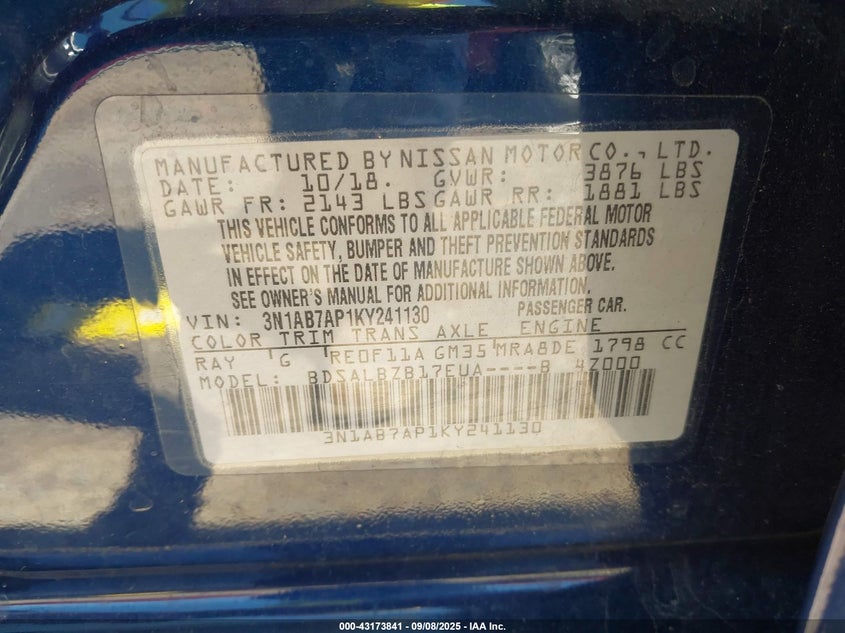 MANUFACTURED BY NISSAN MOTOR CO., LTD.
DATE: 10/18. GVWR: 3876 LBS
GAWR FR: 2143 LBS GAWR RR: 1881 LBS
THIS VEHICLE CONFORMS TO ALL APPLICABLE FEDERAL MOTOR
VEHICLE SAFETY, BUMPER AND THEFT PREVENTION STANDARDS
IN EFFECT ON THE DATE OF MANUFACTURE SHOWN ABOVE.
SEE OWNER'S MANUAL FOR ADDITIONAL INFORMATION.
VIN: 3N1AB7AP1KY241130 PASSENGER CAR.
COLOR TRIM TRANS AXLE ENGINE
RAY G RE0F11A GM35 MRA8DE 1798 CC
MODEL: BDSALBZB17EUA----B 4Z000
3N1AB7AP1KY241130
000-43173841 - 09/08/2025 - IAA Inc.